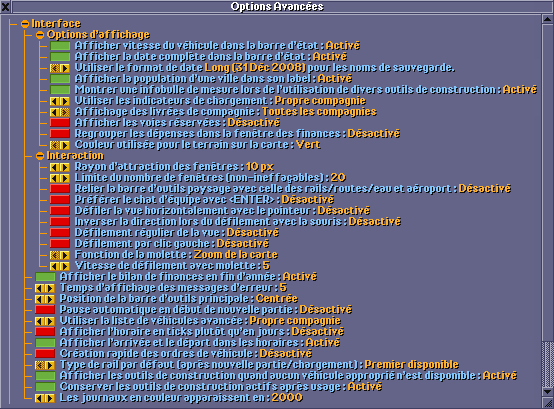 Options Avancées
Interface
Options d'affichage
Afficher vitesse du véhicule dans la barre d'état : Activé
Afficher la date complète dans la barre d'état : Activé
Utiliser le format de date Long (31 Déc 2008) pour les noms de sauvegarde.
Afficher la population d'une ville dans son label : Activé
Montrer une infobulle de mesure lors de l'utilisation de divers outils de construction : Activé
Utiliser les indicateurs de chargement : Propre compagnie
Affichage des livrées de compagnie : Toutes les compagnies
Afficher les voies réservées : Désactivé
Regrouper les dépenses dans la fenêtre des finances : Désactivé
Couleur utilisée pour le terrain sur la carte : Vert
Interaction
Rayon d'attraction des fenêtres : 10 px
Limite du nombre de fenêtres (non-ineffaçables) : 20
Relier la barre d'outils paysage avec celle des rails/routes/eau et aéroport : Désactivé
Préférer le chat d'équipe avec <ENTER> : Désactivé
Défiler la vue horizontalement avec le pointeur : Désactivé
Inverser la direction lors du défilement avec la souris : Désactivé
Défilement régulier de la vue : Désactivé
Défilement par clic gauche : Désactivé
Fonction de la molette : Zoom de la carte
Vitesse de défilement avec molette : 5
Afficher le bilan de finances en fin d'année : Activé
Temps d'affichage des messages d'erreur : 5
Position de la barre d'outils principale : Centrée
Pause automatique en début de nouvelle partie : Désactivé
Utiliser la liste de véhicules avancée : Propre compagnie
Afficher l'horaire en ticks plutôt qu'en jours : Désactivé
Afficher l'arrivée et le départ dans les horaires : Activé
Création rapide des ordres de véhicule : Désactivé
Type de rail par défaut (après nouvelle partie/chargement) : Premier disponible
Afficher les outils de construction quand aucun véhicule approprié n'est disponible : Activé
Conserver les outils de construction actifs après usage : Activé
Les journaux en couleur apparaissent en : 2000